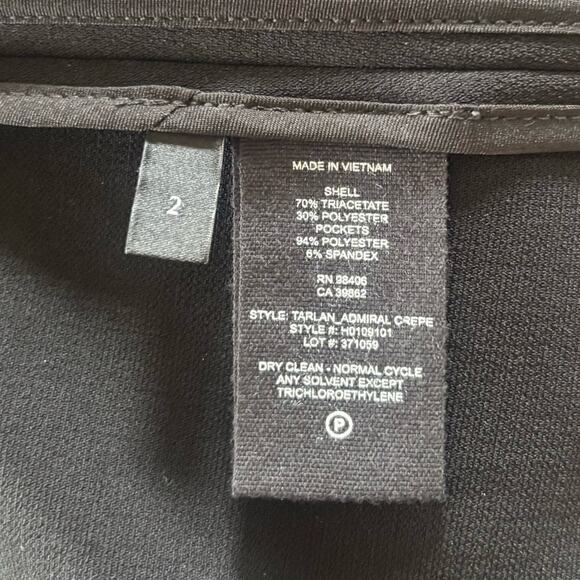 2
MADE IN VIETNAM
SHELL
70% TRIACETATE
30% POLYESTER
POCKETS
94% POLYESTER
6% SPANDEX
RN 98406
CA 39862
STYLE: TARLAN_ADMIRAL CREPE
STYLE #: H0109101
LOT #: 371059
DRY CLEAN - NORMAL CYCLE
ANY SOLVENT EXCEPT
TRICHLOROETHYLENE
P